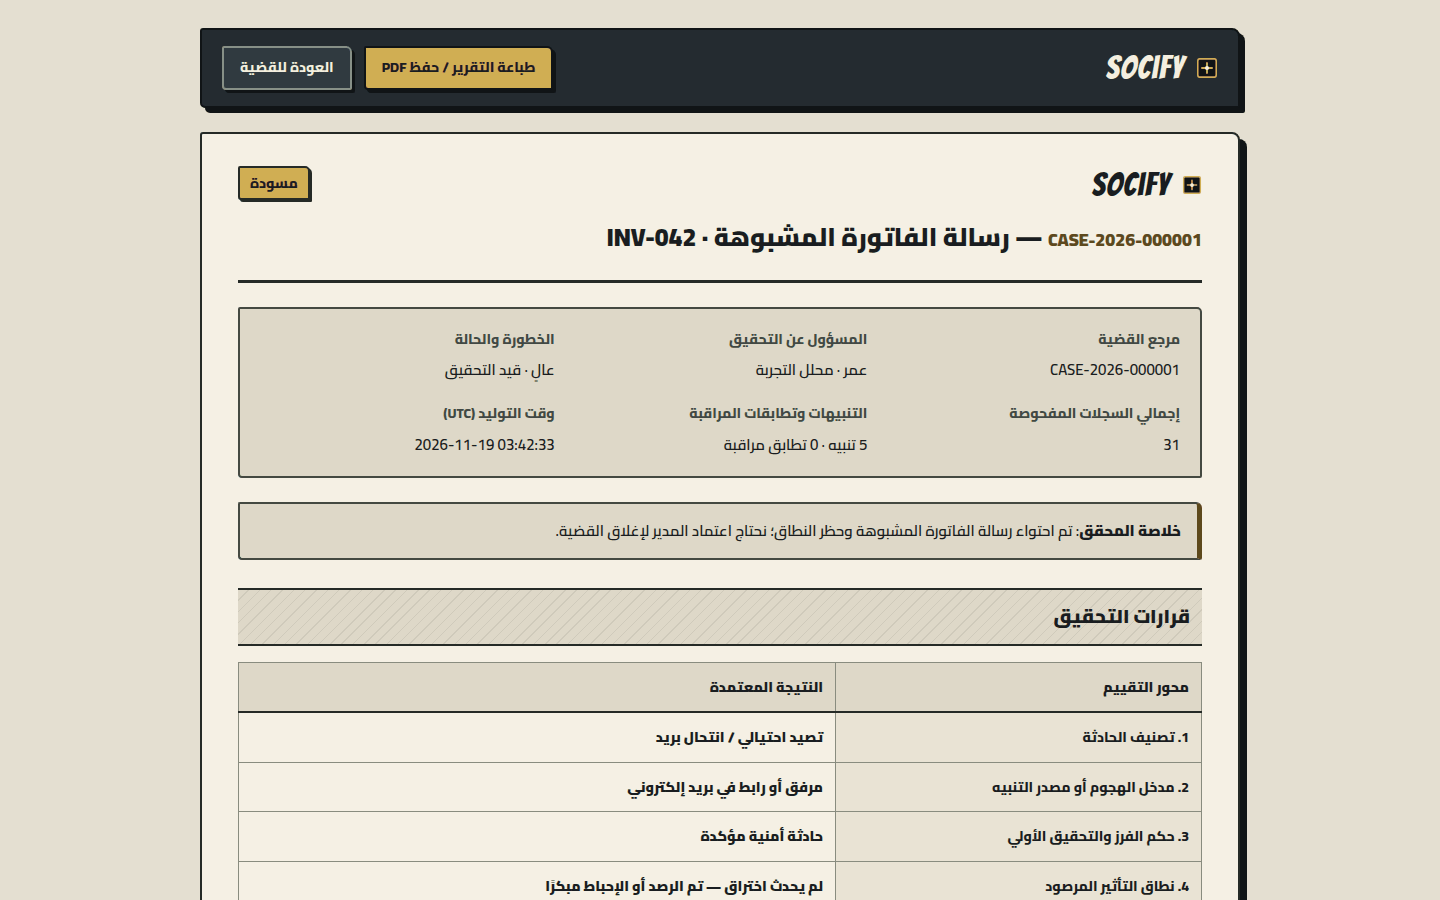 SOCIFY
طباعة التقرير / حفظ PDF
العودة للقضية
SOCIFY
مسودة
CASE-2026-000001 — رسالة الفاتورة المشبوهة · INV-042
مرجع القضية
CASE-2026-000001
المسؤول عن التحقيق
عمر · محلل التجربة
الخطورة والحالة
عالٍ · قيد التحقيق
إجمالي السجلات المفحوصة
31
التنبيهات وتطابقات المراقبة
5 تنبيه · 0 تطابق مراقبة
وقت التوليد (UTC)
2026-11-19 03:42:33
خلاصة المحقق: تم احتواء رسالة الفاتورة المشبوهة وحظر النطاق؛ نحتاج اعتماد المدير لإغلاق القضية.
قرارات التحقيق
محور التقييم
النتيجة المعتمدة
1. تصنيف الحادثة
تصيد احتيالي / انتحال بريد
2. مدخل الهجوم أو مصدر التنبيه
مرفق أو رابط في بريد إلكتروني
3. حكم الفرز والتحقيق الأولي
حادثة أمنية مؤكدة
4. نطاق التأثير المرصود
لم يحدث اختراق — تم الرصد أو الإحباط مبكرًا